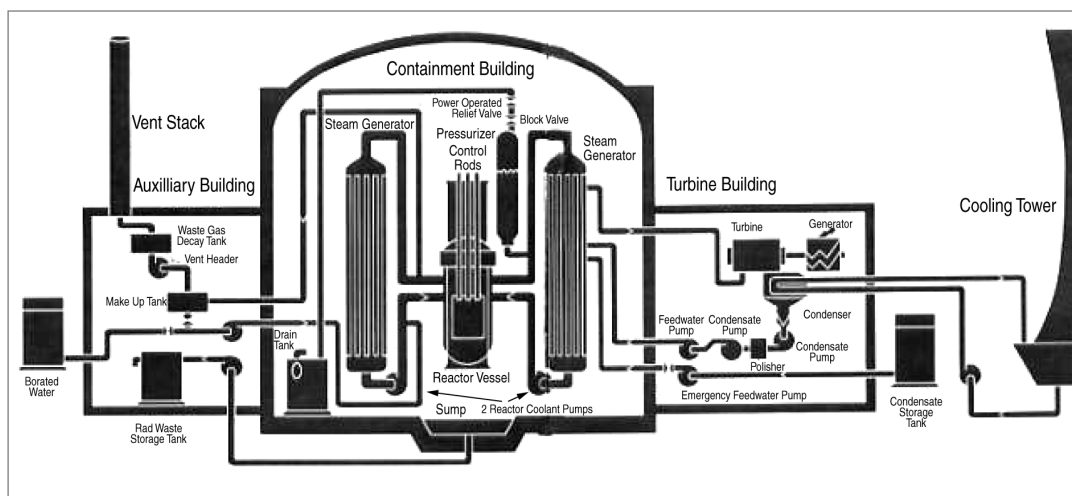 Containment Building
Power Operated
Relief Valve
Block Valve
Vent Stack
Steam Generator
Pressurizer
Control
Rods
Steam
Generator
Auxilliary Building
Turbine Building
Cooling Tower
Waste Gas
Decay Tank
Vent Header
Turbine
Generator
Make Up Tank
Condenser
Drain
Tank
Feedwater
Pump
Condensate
Pump
Condensate
Pump
Polisher
Borated
Water
Reactor Vessel
Emergency Feedwater Pump
Condensate
Storage
Tank
Sump
2 Reactor Coolant Pumps
Rad Waste
Storage Tank